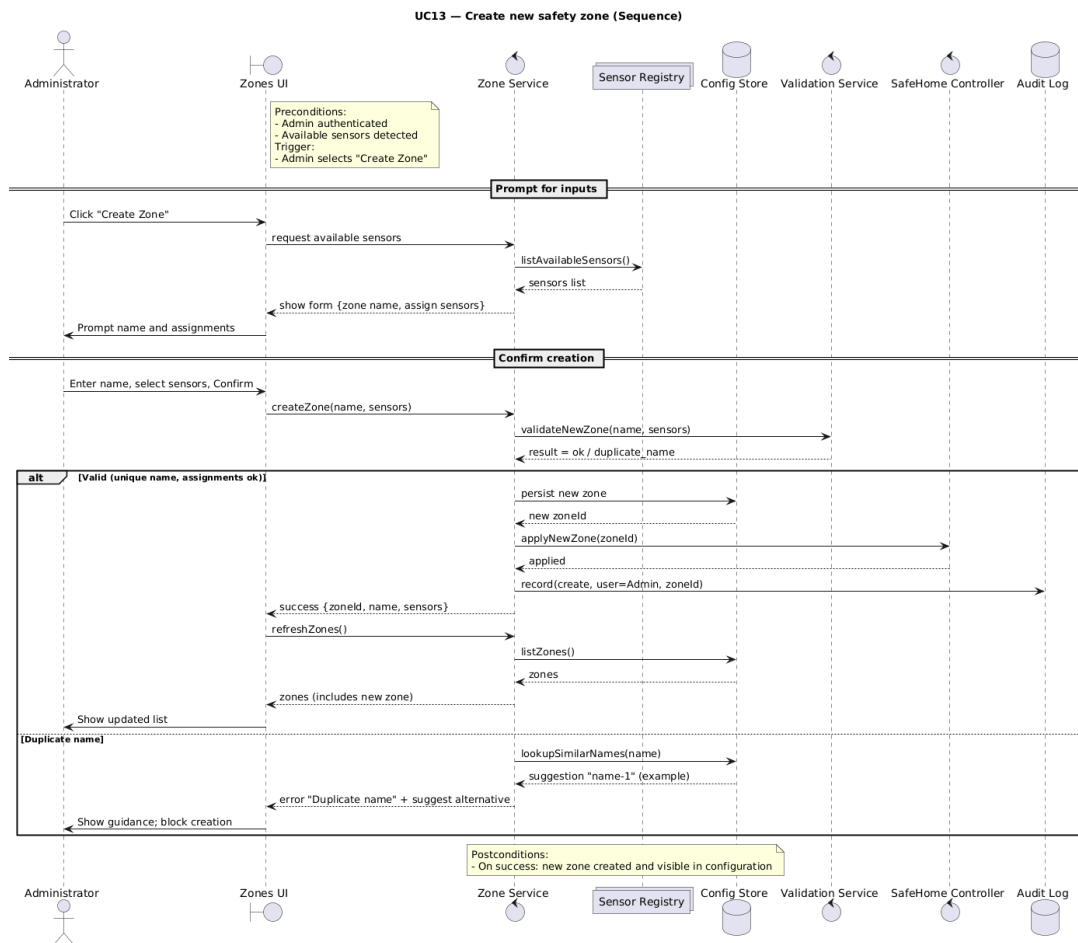 UC13 — Create new safety zone (Sequence)
Administrator
Zones UI
Zone Service
Sensor Registry
Config Store
Validation Service
SafeHome Controller
Audit Log
Preconditions:
- Admin authenticated
- Available sensors detected
Trigger:
- Admin selects "Create Zone"
Prompt for inputs
Click "Create Zone"
request available sensors
listAvailableSensors()
sensors list
show form {zone name, assign sensors}
Prompt name and assignments
Confirm creation
Enter name, select sensors, Confirm
createZone(name, sensors)
validateNewZone(name, sensors)
result = ok / duplicate_name
alt
[Valid (unique name, assignments ok)]
persist new zone
new zoneId
applyNewZone(zoneId)
applied
record(create, user=Admin, zoneId)
success {zoneId, name, sensors}
refreshZones()
listZones()
zones
zones (includes new zone)
Show updated list
[Duplicate name]
lookupSimilarNames(name)
suggestion "name-1" (example)
error "Duplicate name" + suggest alternative
Show guidance; block creation
Postconditions:
- On success: new zone created and visible in configuration
Administrator
Zones UI
Zone Service
Sensor Registry
Config Store
Validation Service
SafeHome Controller
Audit Log